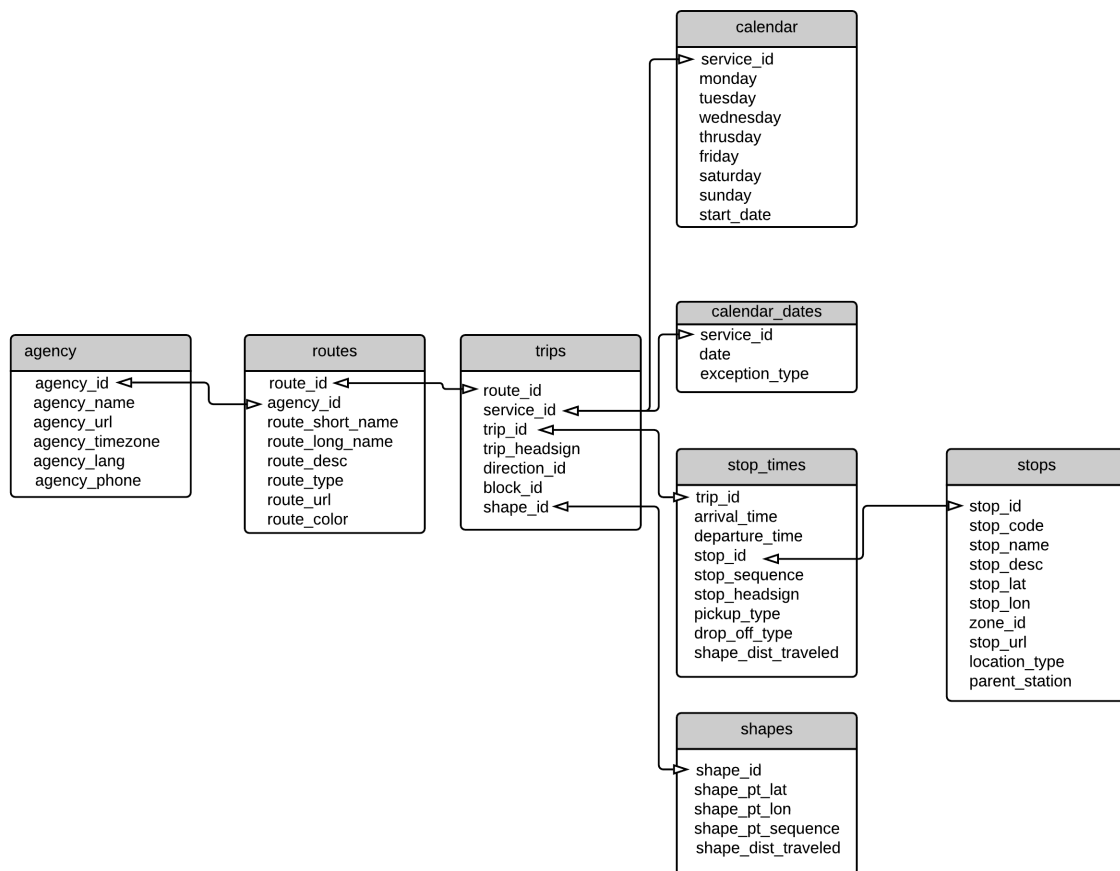 calendar
service_id
monday
tuesday
wednesday
thrusday
friday
saturday
sunday
start_date
calendar_dates
service_id
date
exception_type
agency
agency_id
agency_name
agency_url
agency_timezone
agency_lang
agency_phone
routes
route_id
agency_id
route_short_name
route_long_name
route_desc
route_type
route_url
route_color
trips
route_id
service_id
trip_id
trip_headsign
direction_id
block_id
shape_id
stop_times
trip_id
arrival_time
departure_time
stop_id
stop_sequence
stop_headsign
pickup_type
drop_off_type
shape_dist_traveled
stops
stop_id
stop_code
stop_name
stop_desc
stop_lat
stop_lon
zone_id
stop_url
location_type
parent_station
shapes
shape_id
shape_pt_lat
shape_pt_lon
shape_pt_sequence
shape_dist_traveled